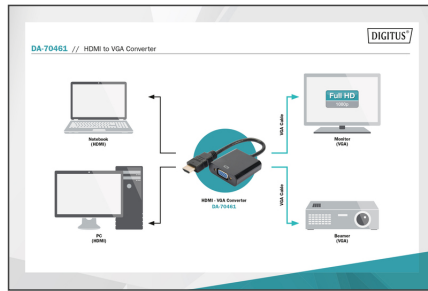 DIGITUS®
DA-70461 // HDMI to VGA Converter
Notebook
(HDMI)
VGA Cable
Full HD
1080p
Monitor
(VGA)
HDMI - VGA Converter
DA-70461
PC
(HDMI)
VGA Cable
Beamer
(VGA)